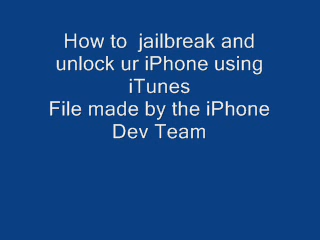 How to  jailbreak and
unlock ur iPhone using
iTunes
File made by the iPhone
Dev Team